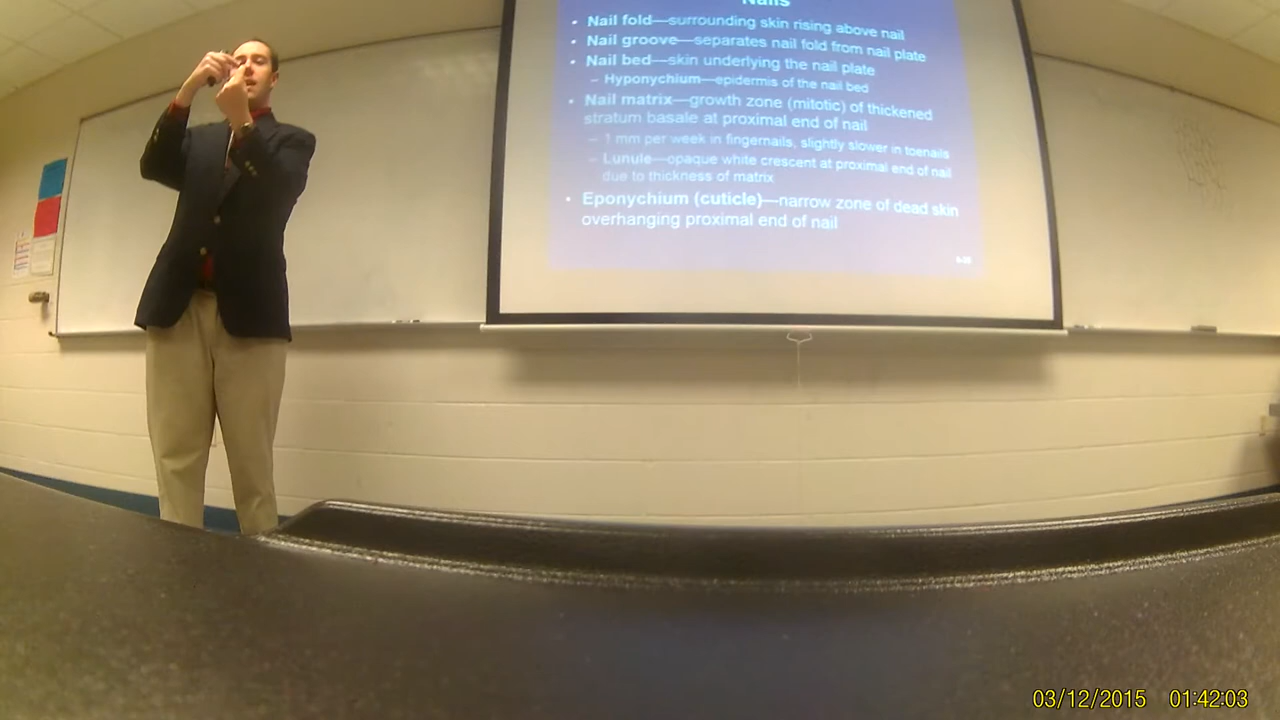 Nails
• Nail fold—surrounding skin rising above nail
• Nail groove—separates nail fold from nail plate
• Nail bed—skin underlying the nail plate
– Hyponychium—epidermis of the nail bed
• Nail matrix—growth zone (mitotic) of thickened
stratum basale at proximal end of nail
– 1 mm per week in fingernails, slightly slower in toenails
– Lunule—opaque white crescent at proximal end of nail
due to thickness of matrix
• Eponychium (cuticle)—narrow zone of dead skin
overhanging proximal end of nail
03/12/2015 01:42:03